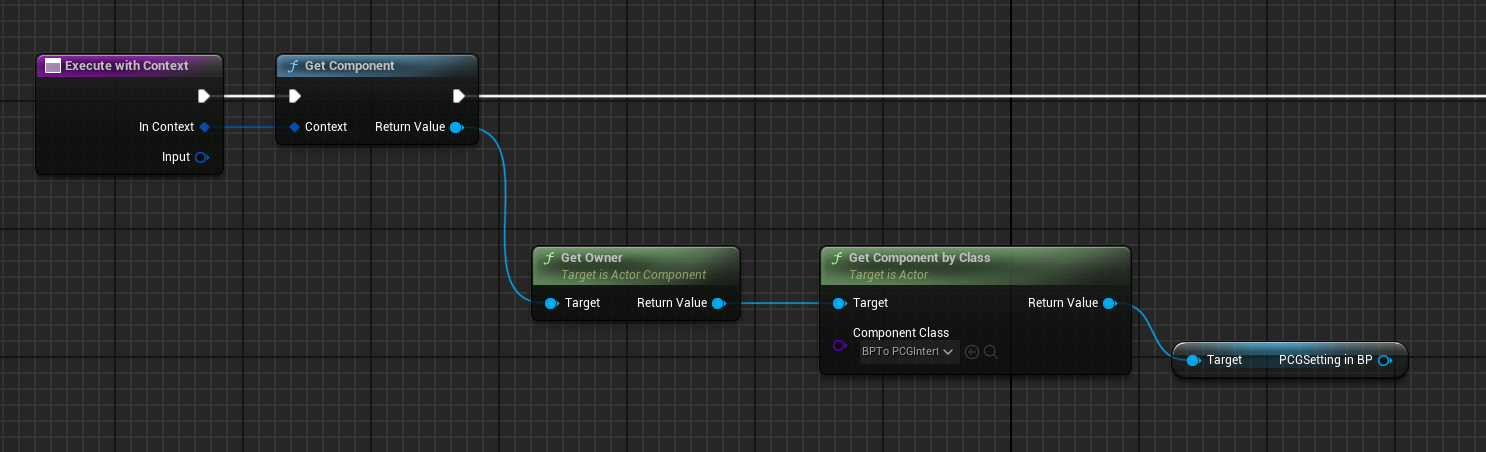 Execute with Context
In Context
Input
Get Component
Context
Return Value
Get Owner
Target is Actor Component
Target
Return Value
Get Component by Class
Target is Actor
Target
Return Value
Component Class
BPTo PCGInterf
Target
PCGSetting in BP